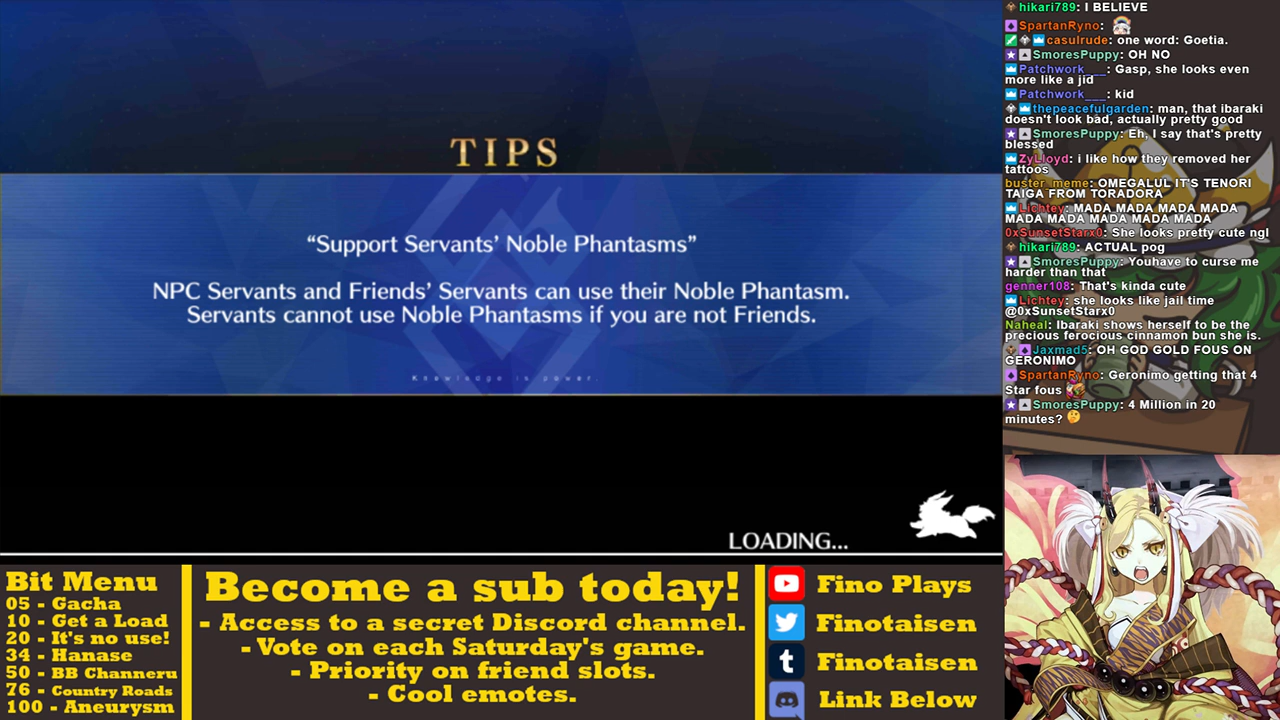 TIPS
“Support Servants’ Noble Phantasms”
NPC Servants and Friends’ Servants can use their Noble Phantasm.
Servants cannot use Noble Phantasms if you are not Friends.
Knowledge is power.
LOADING...
hikari789: I BELIEVE
SpartanRyno:
casulrude: one word: Goetia.
SmoresPuppy: OH NO
Patchwork___: Gasp, she looks even
more like a jid
Patchwork___: kid
thepeacefulgarden: man, that ibaraki
doesn't look bad, actually pretty good
SmoresPuppy: Eh, I say that's pretty
blessed
ZyLloyd: i like how they removed her
tattoos
buster_meme: OMEGALUL IT'S TENORI
TAIGA FROM TORADORA
Lichtey: MADA MADA MADA MADA
MADA MADA MADA MADA MADA
0xSunsetStarx0: She looks pretty cute ngl
hikari789: ACTUAL pog
SmoresPuppy: Youhave to curse me
harder than that
genner108: That's kinda cute
Lichtey: she looks like jail time
@0xSunsetStarx0
Naheal: Ibaraki shows herself to be the
precious ferocious cinnamon bun she is.
Jaxmad5: OH GOD GOLD FOUS ON
GERONIMO
SpartanRyno: Geronimo getting that 4
Star fous
SmoresPuppy: 4 Million in 20
minutes?
Bit Menu
05 - Gacha
10 - Get a Load
20 - It's no use!
34 - Hanase
50 - BB Channeru
76 - Country Roads
100 - Aneurysm
Become a sub today!
- Access to a secret Discord channel.
- Vote on each Saturday's game.
- Priority on friend slots.
- Cool emotes.
Fino Plays
Finotaisen
Finotaisen
Link Below